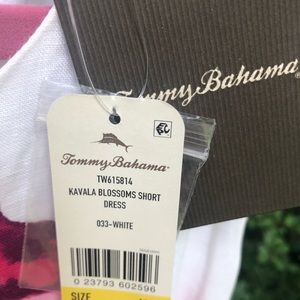 Tommy Bahama
Tommy Bahama
TW615814
KAVALA BLOSSOMS SHORT
DRESS
033-WHITE
0 23793 602596
SIZE